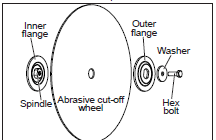 Inner
flange
Outer
flange
Washer
Spindle
Abrasive cut-off
wheel
Hex
bolt